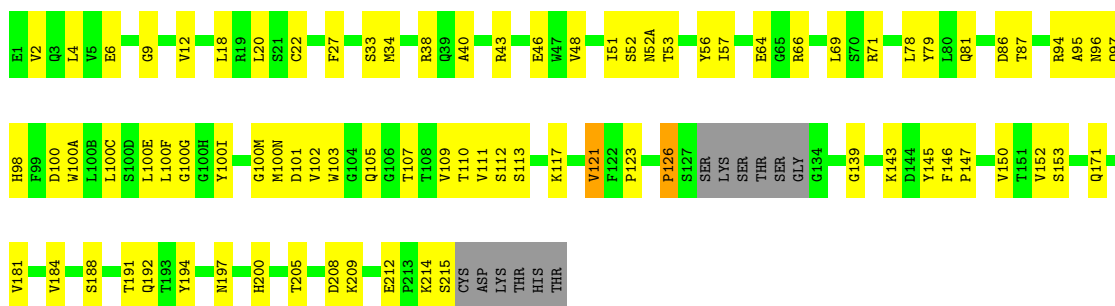 E1 V2 Q3 L4 V5 E6 G9 V12 L18 R19 L20 S21 C22 F27 S33 M34 R38 Q39 A40 R43 E46 W47 V48 I51 S52 N52A T53 Y56 I57 E64 G65 R66 L69 S70 R71 L78 Y79 L80 Q81 D86 T87 R94 A95 N96
H98 F99 D100 W100A L100B L100C S100D L100E L100F G100G G100H Y100I G100M M100N D101 V102 W103 G104 Q105 G106 T107 T108 V109 T110 V111 S112 S113 K117 V121 F122 P123 P126 S127 SER LYS SER THR SER GLY G134 G139 K143 D144 Y145 F146 P147 V150 T151 V152 S153 Q171
V181 V184 S188 T191 Q192 T193 Y194 N197 H200 T205 D208 K209 E212 P213 K214 S215 CYS ASP LYS THR HIS THR